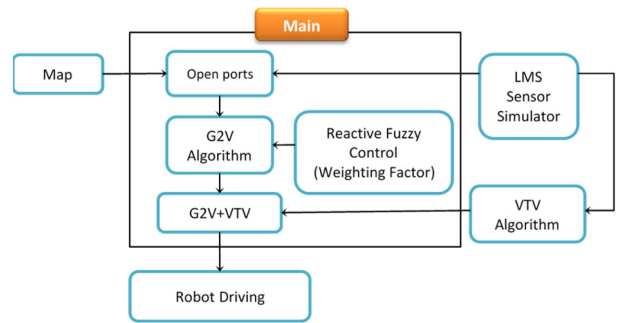 Main
Map
Open ports
LMS
Sensor
Simulator
G2V
Algorithm
Reactive Fuzzy
Control
(Weighting Factor)
G2V+VTV
VTV
Algorithm
Robot Driving